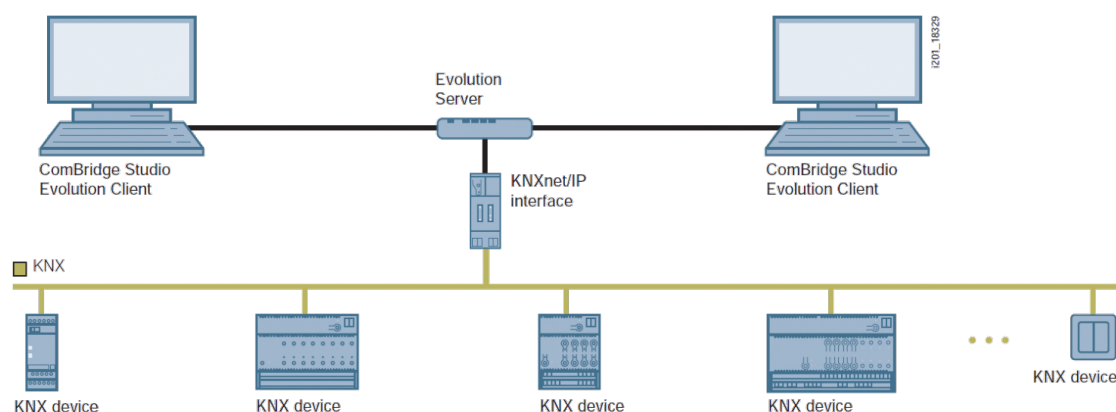 i201_18329
Evolution
Server
ComBridge Studio
Evolution Client
KNXnet/IP
interface
ComBridge Studio
Evolution Client
KNX
KNX device
KNX device
KNX device
KNX device
KNX device